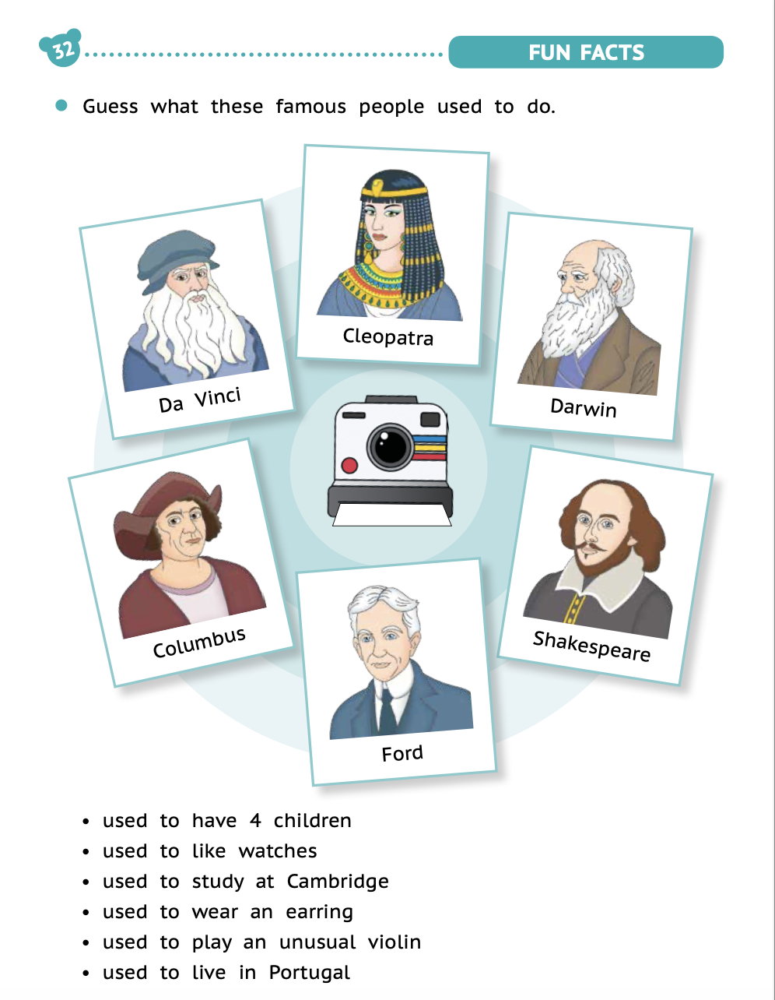 32
FUN FACTS
Guess what these famous people used to do.
Cleopatra
Da Vinci
Darwin
Columbus
Shakespeare
Ford
• used to have 4 children
• used to like watches
• used to study at Cambridge
• used to wear an earring
• used to play an unusual violin
• used to live in Portugal